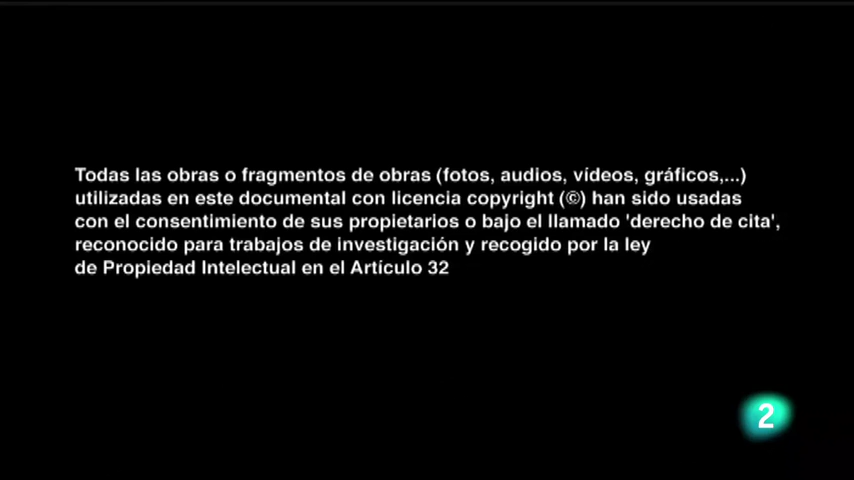 Todas las obras o fragmentos de obras (fotos, audios, vídeos, gráficos,...)
utilizadas en este documental con licencia copyright (©) han sido usadas
con el consentimiento de sus propietarios o bajo el llamado 'derecho de cita',
reconocido para trabajos de investigación y recogido por la ley
de Propiedad Intelectual en el Artículo 32
2